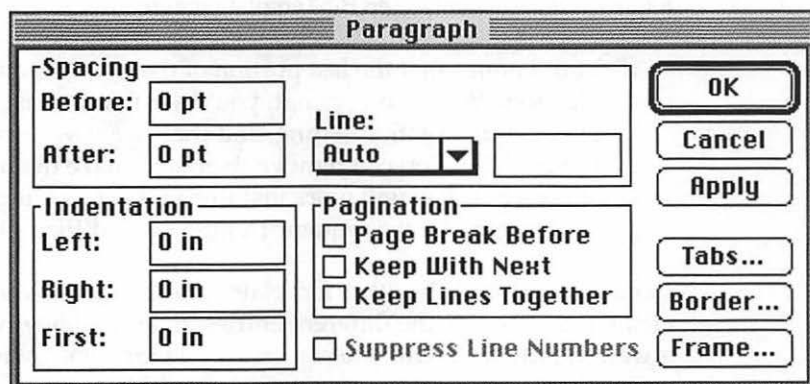 Paragraph
Spacing
Before: 0 pt
After: 0 pt
Line:
Auto
Indentation
Left: 0 in
Right: 0 in
First: 0 in
Pagination
Page Break Before
Keep With Next
Keep Lines Together
Suppress Line Numbers
OK
Cancel
Apply
Tabs...
Border...
Frame...